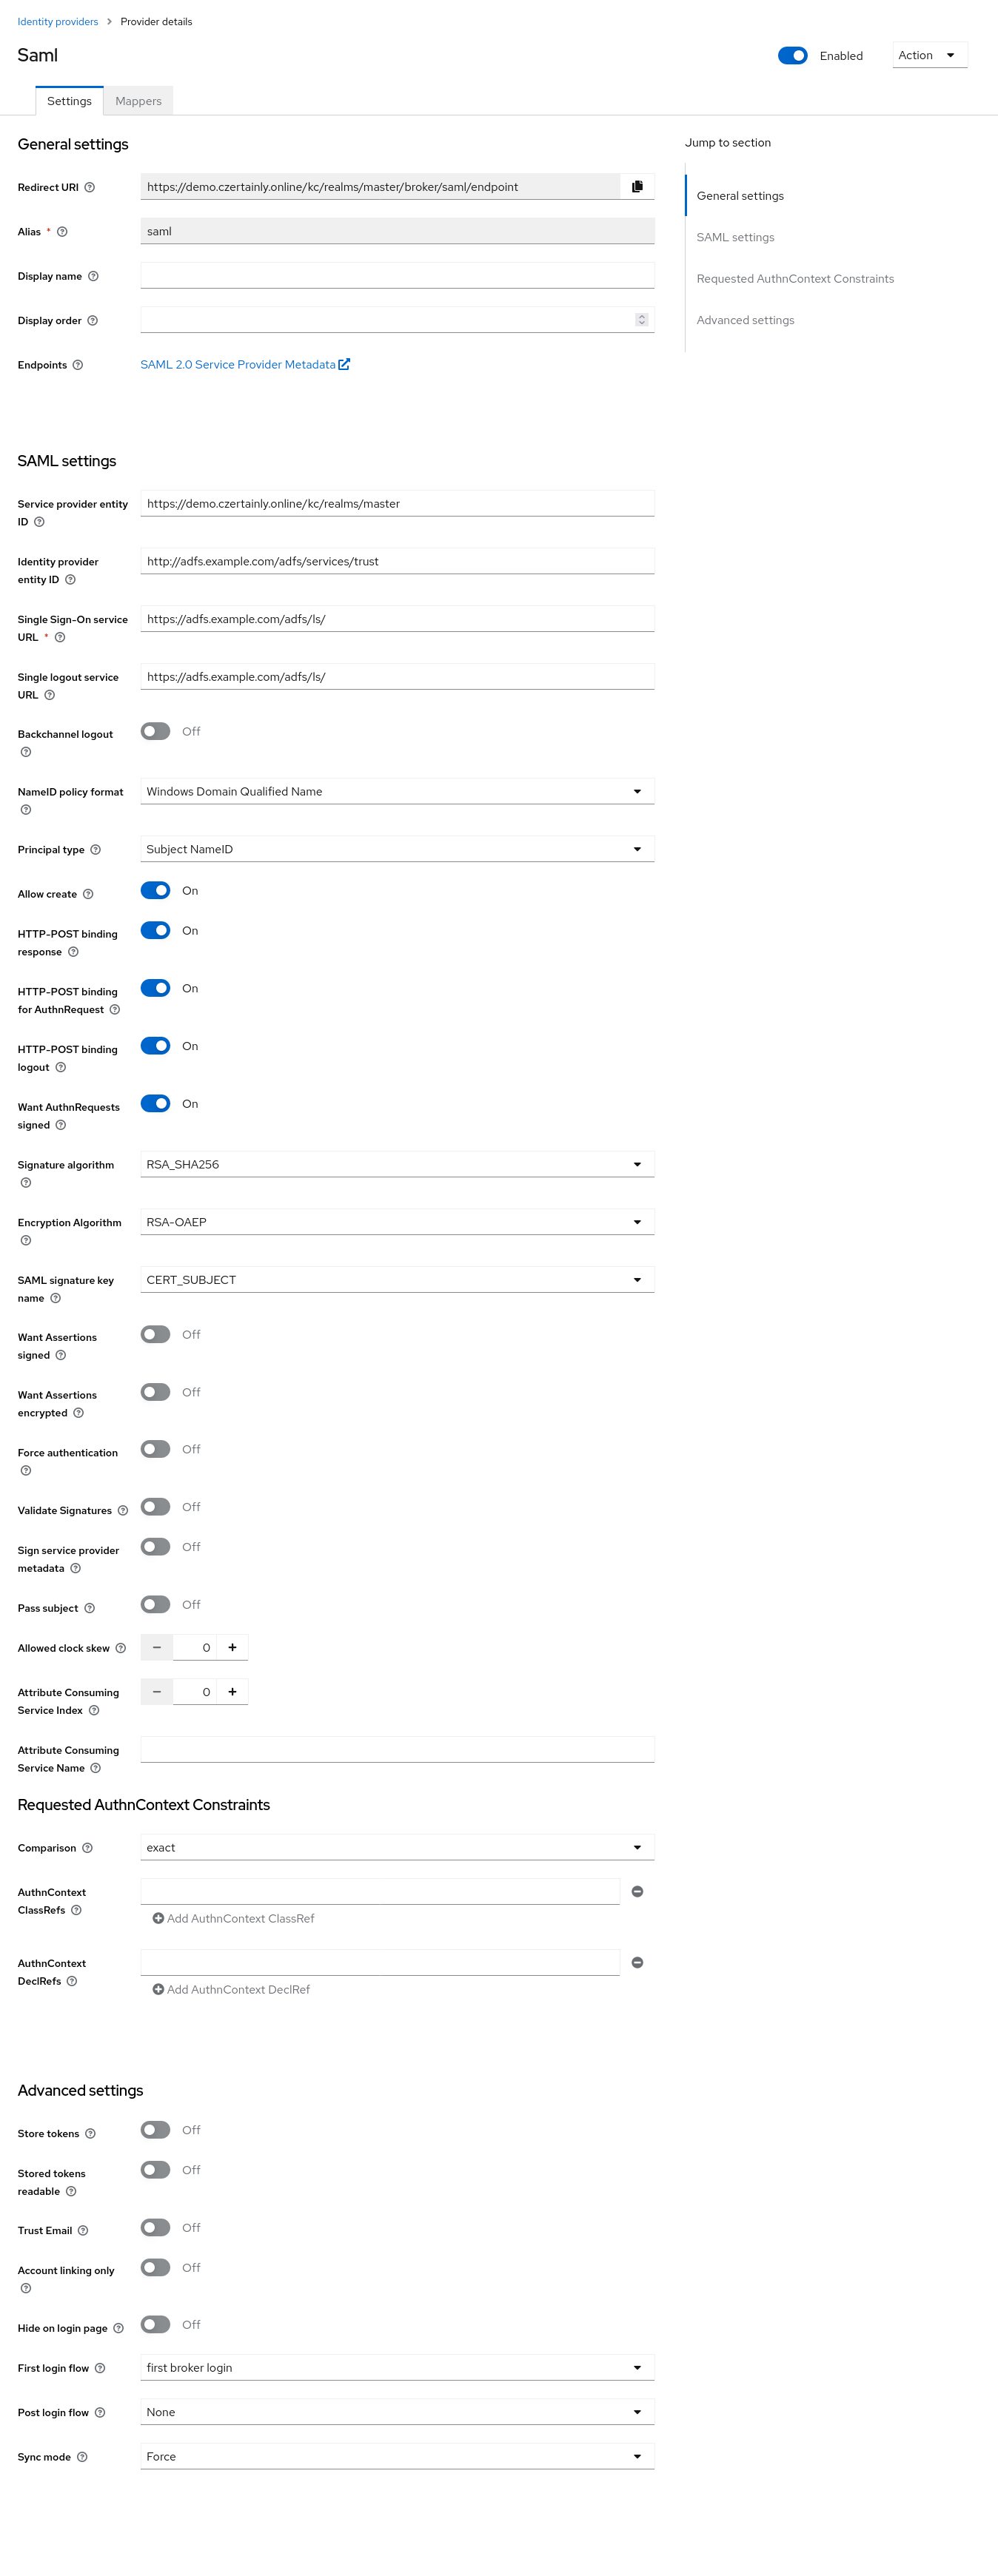 Identity providers > Provider details
Saml
Enabled
Action
Settings
Mappers
General settings
Jump to section
Redirect URI
https://demo.czertainly.online/kc/realms/master/broker/saml/endpoint
General settings
Alias *
saml
SAML settings
Display name
Requested AuthnContext Constraints
Display order
Advanced settings
Endpoints
SAML 2.0 Service Provider Metadata
SAML settings
Service provider entity
ID
https://demo.czertainly.online/kc/realms/master
Identity provider
entity ID
http://adfs.example.com/adfs/services/trust
Single Sign-On service
URL *
https://adfs.example.com/adfs/ls/
Single logout service
URL
https://adfs.example.com/adfs/ls/
Backchannel logout
Off
NameID policy format
Windows Domain Qualified Name
Principal type
Subject NameID
Allow create
On
HTTP-POST binding
response
On
HTTP-POST binding
for AuthnRequest
On
HTTP-POST binding
logout
On
Want AuthnRequests
signed
On
Signature algorithm
RSA_SHA256
Encryption Algorithm
RSA-OAEP
SAML signature key
name
CERT_SUBJECT
Want Assertions
signed
Off
Want Assertions
encrypted
Off
Force authentication
Off
Validate Signatures
Off
Sign service provider
metadata
Off
Pass subject
Off
Allowed clock skew
0
Attribute Consuming
Service Index
0
Attribute Consuming
Service Name
Requested AuthnContext Constraints
Comparison
exact
AuthnContext
ClassRefs
Add AuthnContext ClassRef
AuthnContext
DeclRefs
Add AuthnContext DeclRef
Advanced settings
Store tokens
Off
Stored tokens
readable
Off
Trust Email
Off
Account linking only
Off
Hide on login page
Off
First login flow
first broker login
Post login flow
None
Sync mode
Force